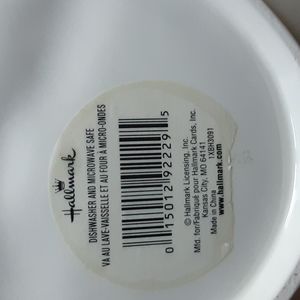 Hallmark
DISHWASHER AND MICROWAVE SAFE
VA AU LAVE-VAISSELLE ET AU FOUR À MICRO-ONDES
0 15012 92229 5
© Hallmark Licensing, Inc.
Mfd. for/Fabriqué pour Hallmark Cards, Inc.
Kansas City, MO 64141
Made in China 1XBH3091
www.hallmark.com